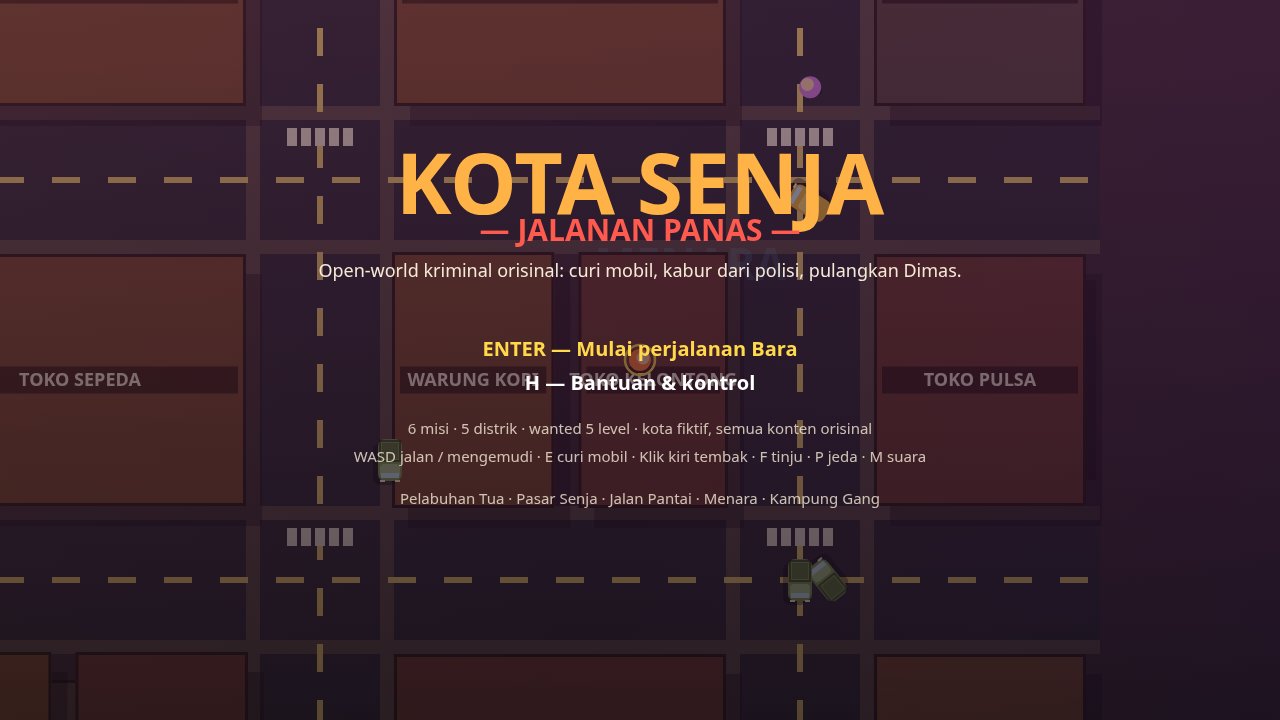 KOTA SENJA
— JALANAN PANAS —
Open-world kriminal orisinal: curi mobil, kabur dari polisi, pulangkan Dimas.
ENTER — Mulai perjalanan Bara
TOKO SEPEDA
WARUNG KOPI
TOKO KELONTONG
TOKO PULSA
H — Bantuan & kontrol
6 misi · 5 distrik · wanted 5 level · kota fiktif, semua konten orisinal
WASD jalan / mengemudi · E curi mobil · Klik kiri tembak · F tinju · P jeda · M suara
Pelabuhan Tua · Pasar Senja · Jalan Pantai · Menara · Kampung Gang